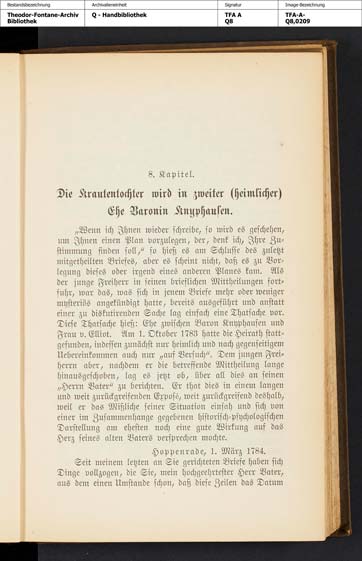 Bestandsbezeichnung
Theodor-Fontane-Archiv
Bibliothek
Archivalieneinheit
Q - Handbibliothek
Signatur
TFA A
Q8
Image-Bezeichnung
TFA-A-
Q8,0209
8. Kapitel.
Die Krautentochter wird in zweiter (heimlicher)
Ehe Baronin Knyphausen.
„Wenn ich Ihnen wieder schreibe, so wird es geschehen,
um Ihnen einen Plan vorzulegen, der, denk ich, Ihre Zu-
stimmung finden soll,“ so hieß es am Schlusse des zuletzt
mitgetheilten Briefes, aber es scheint nicht, daß es zu Vor-
legung dieses oder irgend eines anderen Planes kam. Als
der junge Freiherr in seinen brieflichen Mittheilungen fort-
fuhr, war das, was sich in jenem Briefe mehr oder weniger
mysteriös angekündigt hatte, bereits ausgeführt und anstatt
einer zu diskutirenden Sache lag einfach eine Thatsache vor.
Diese Thatsache hieß: Ehe zwischen Baron Knyphausen und
Frau v. Elliot. Am 1. Oktober 1783 hatte die Heirath statt-
gefunden, indessen zunächst nur heimlich und nach gegenseitigem
Uebereinkommen auch nur „auf Versuch“. Dem jungen Frei-
herrn aber, nachdem er die betreffende Mittheilung lange
hinausgeschoben, lag es jetzt ob, über all dies an seinen
„Herrn Vater“ zu berichten. Er that dies in einem langen
und weit zurückgreifenden Exposé, weit zurückgreifend deshalb,
weil er das Mißliche seiner Situation einsah und sich von
einer im Zusammenhange gegebenen historisch-psychologischen
Darstellung am ehesten noch eine gute Wirkung auf das
Herz seines alten Vaters versprechen mochte.
Hoppenrade, 1. März 1784.
Seit meinem letzten an Sie gerichteten Briefe haben sich
Dinge vollzogen, die Sie, mein hochgeehrtester Herr Vater,
aus dem einen Umstande schon, daß diese Zeilen das Datum